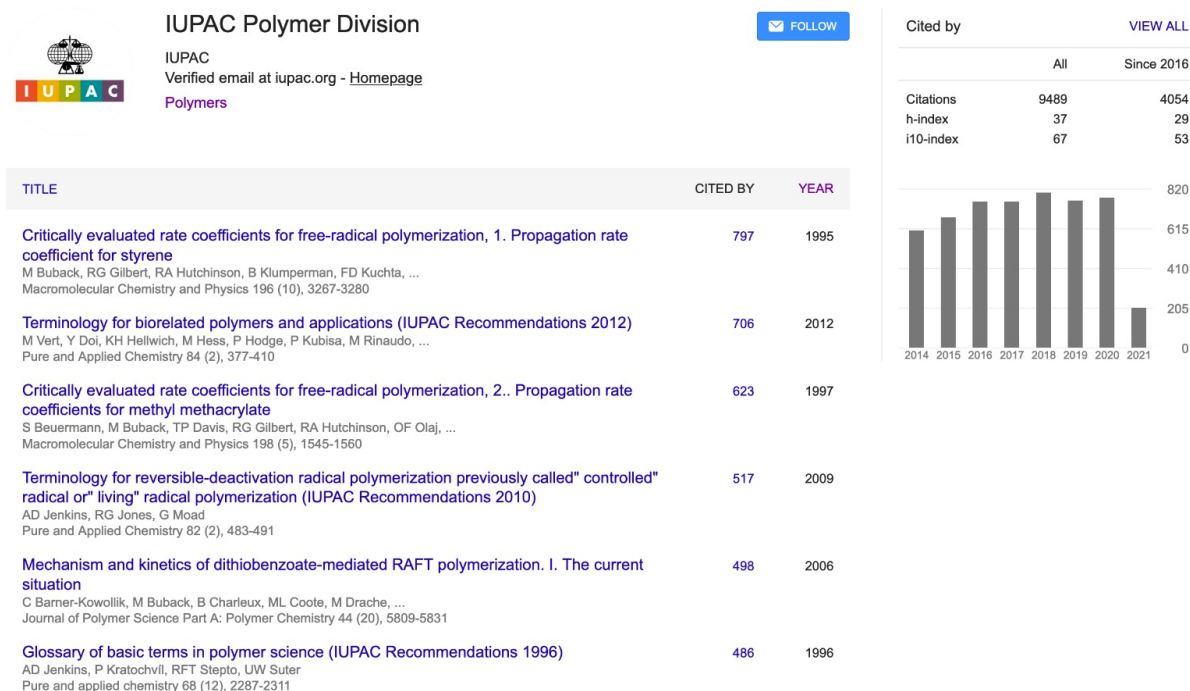 IUPAC Polymer Division
IUPAC
Verified email at iupac.org - Homepage
Polymers
FOLLOW
IUPAC
TITLE CITED BY YEAR
Critically evaluated rate coefficients for free-radical polymerization, 1. Propagation rate
coefficient for styrene
797 1995
M Buback, RG Gilbert, RA Hutchinson, B Klumperman, FD Kuchta, ...
Macromolecular Chemistry and Physics 196 (10), 3267-3280
Terminology for biorelated polymers and applications (IUPAC Recommendations 2012)
706 2012
M Vert, Y Doi, KH Hellwich, M Hess, P Hodge, P Kubisa, M Rinaudo, ...
Pure and Applied Chemistry 84 (2), 377-410
Critically evaluated rate coefficients for free-radical polymerization, 2.. Propagation rate
coefficients for methyl methacrylate
623 1997
S Beuermann, M Buback, TP Davis, RG Gilbert, RA Hutchinson, OF Olaj, ...
Macromolecular Chemistry and Physics 198 (5), 1545-1560
Terminology for reversible-deactivation radical polymerization previously called" controlled"
radical or" living" radical polymerization (IUPAC Recommendations 2010)
517 2009
AD Jenkins, RG Jones, G Moad
Pure and Applied Chemistry 82 (2), 483-491
Mechanism and kinetics of dithiobenzoate-mediated RAFT polymerization. I. The current
situation
498 2006
C Barner-Kowollik, M Buback, B Charleux, ML Coote, M Drache, ...
Journal of Polymer Science Part A: Polymer Chemistry 44 (20), 5809-5831
Glossary of basic terms in polymer science (IUPAC Recommendations 1996)
486 1996
AD Jenkins, P Kratochvíl, RFT Stepto, UW Suter
Pure and applied chemistry 68 (12), 2287-2311
Cited by VIEW ALL
All Since 2016
Citations 9489 4054
h-index 37 29
i10-index 67 53
820
615
410
205
0
2014 2015 2016 2017 2018 2019 2020 2021